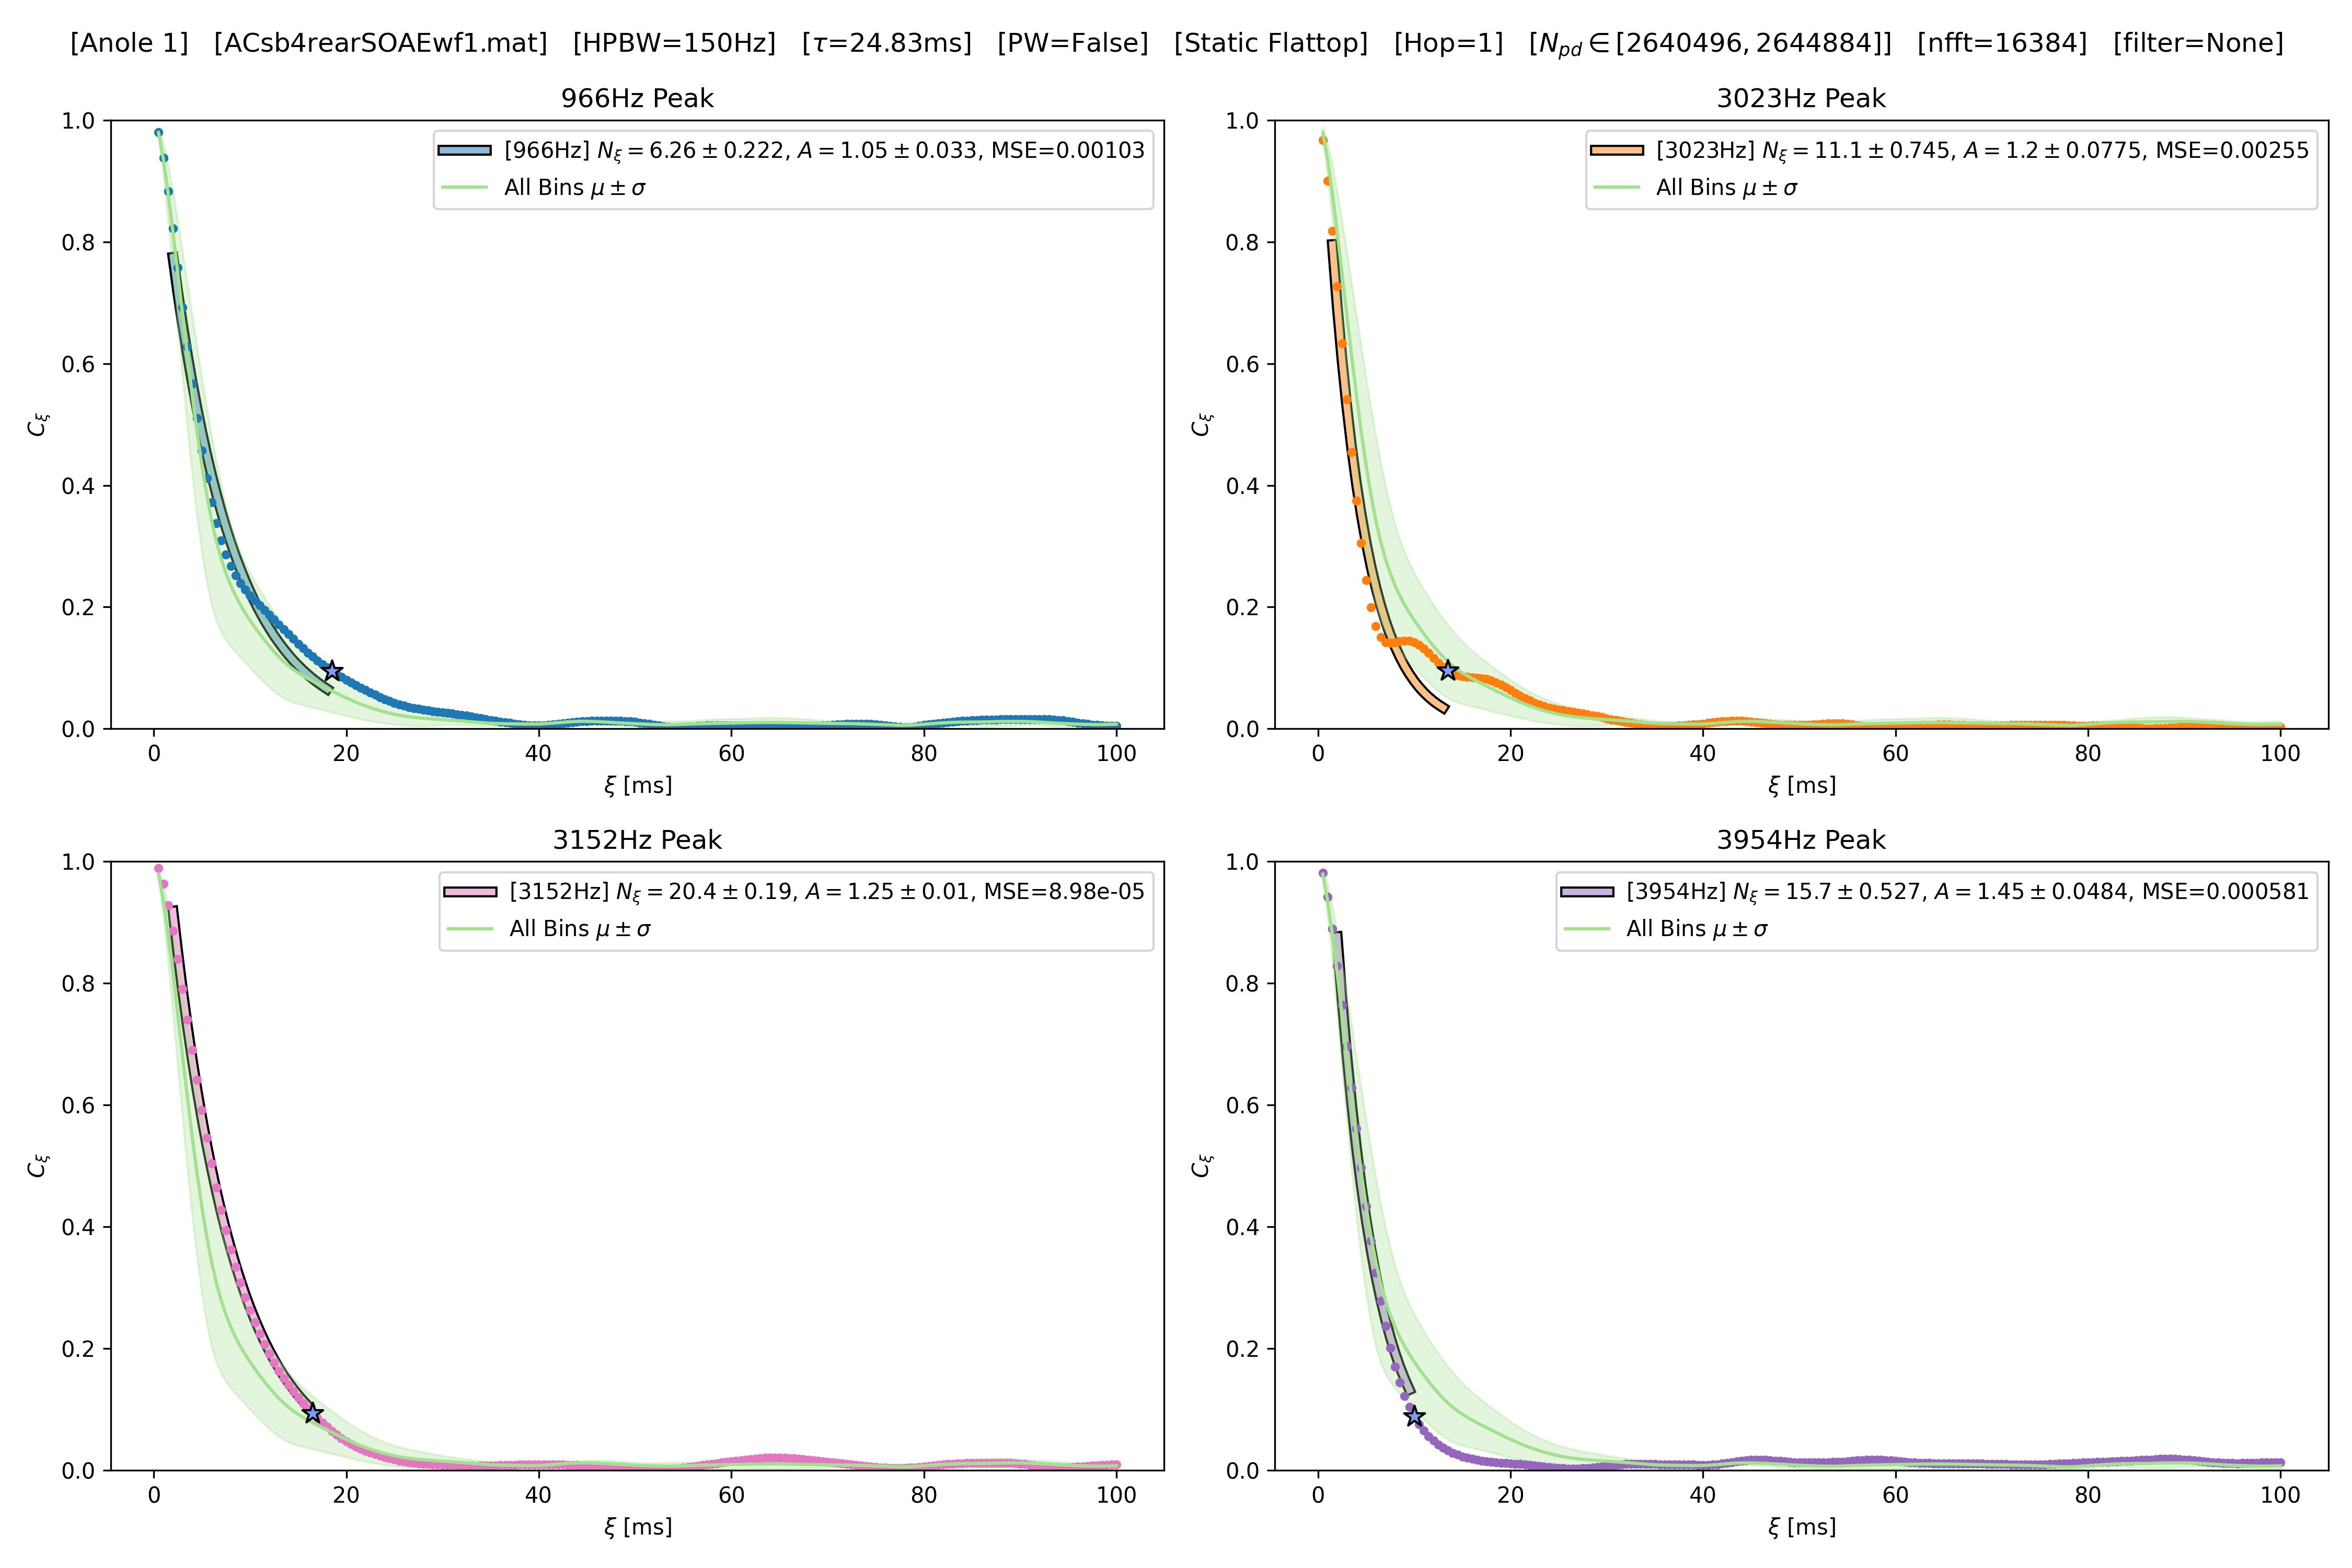 [Anole 1] [ACsb4rearSOAEwf1.mat] [HPBW=150Hz] [τ=24.83ms] [PW=False] [Static Flattop] [Hop=1] [N_pd ∈ [2640496, 2644884]] [nfft=16384] [filter=None]
966Hz Peak
[966Hz] N_ξ = 6.26 ± 0.222, A = 1.05 ± 0.033, MSE=0.00103
All Bins μ ± σ
1.0
0.8
0.6
0.4
0.2
0.0
C_ξ
0 20 40 60 80 100
ξ [ms]
3023Hz Peak
[3023Hz] N_ξ = 11.1 ± 0.745, A = 1.2 ± 0.0775, MSE=0.00255
All Bins μ ± σ
1.0
0.8
0.6
0.4
0.2
0.0
C_ξ
0 20 40 60 80 100
ξ [ms]
3152Hz Peak
[3152Hz] N_ξ = 20.4 ± 0.19, A = 1.25 ± 0.01, MSE=8.98e-05
All Bins μ ± σ
1.0
0.8
0.6
0.4
0.2
0.0
C_ξ
0 20 40 60 80 100
ξ [ms]
3954Hz Peak
[3954Hz] N_ξ = 15.7 ± 0.527, A = 1.45 ± 0.0484, MSE=0.000581
All Bins μ ± σ
1.0
0.8
0.6
0.4
0.2
0.0
C_ξ
0 20 40 60 80 100
ξ [ms]